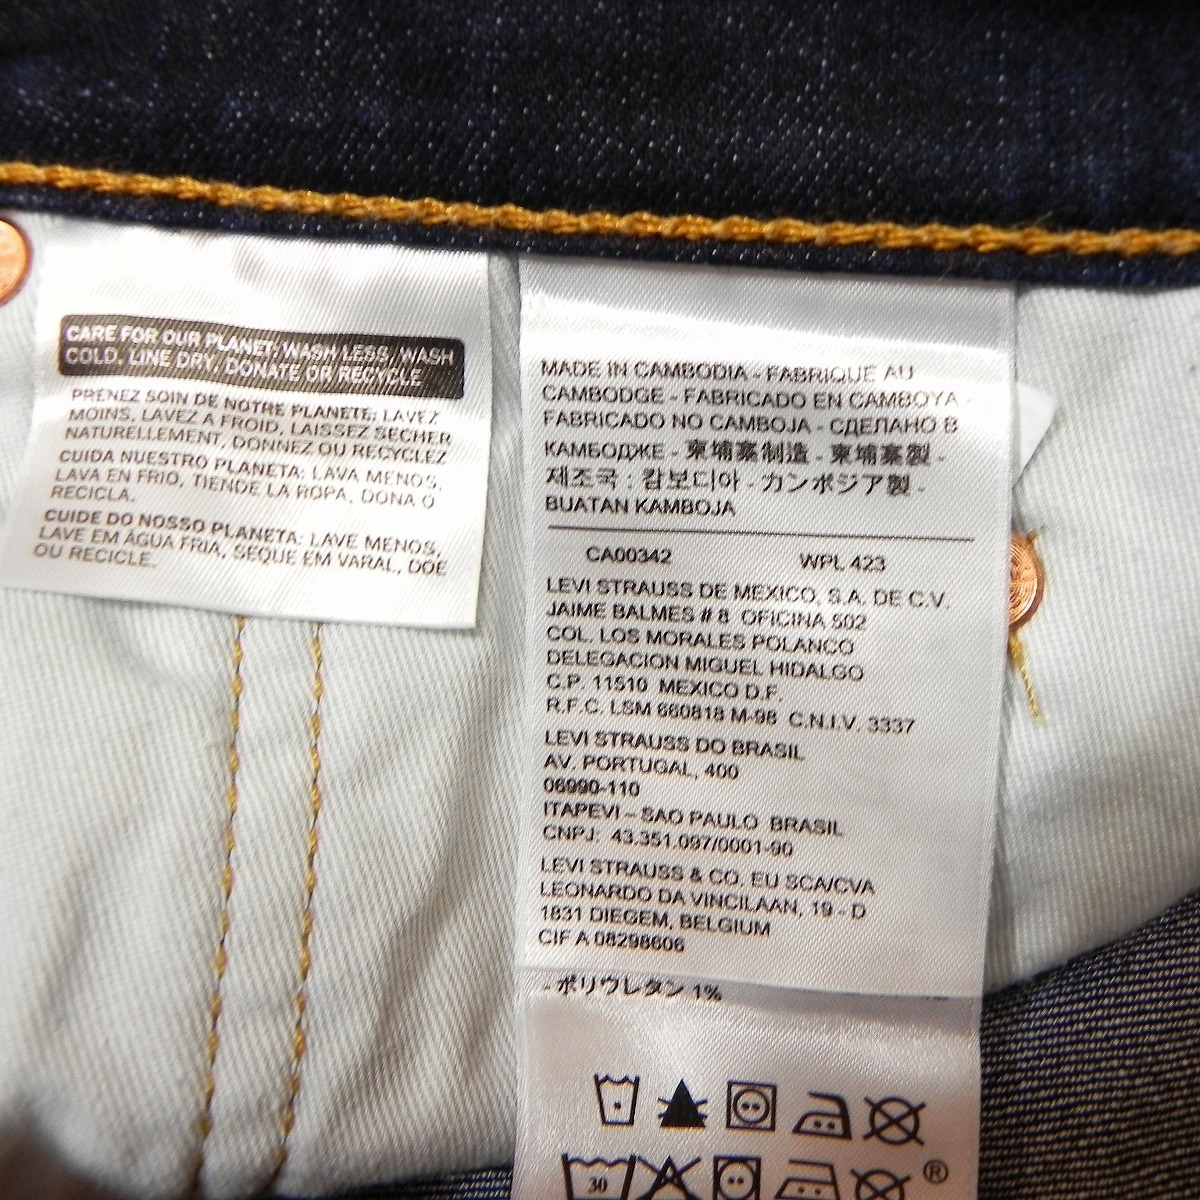 CARE FOR OUR PLANET: WASH LESS, WASH
COLD, LINE DRY, DONATE OR RECYCLE
PRENEZ SOIN DE NOTRE PLANETE: LAVEZ
MOINS, LAVEZ A FROID, LAISSEZ SECHER
NATURELLEMENT, DONNEZ OU RECYCLEZ
CUIDA NUESTRO PLANETA: LAVA MENOS,
LAVA EN FRIO, TIENDE LA ROPA, DONA O
RECICLA.
CUIDE DO NOSSO PLANETA: LAVE MENOS,
LAVE EM ÁGUA FRIA, SEQUE EM VARAL, DOE
OU RECICLE.
MADE IN CAMBODIA - FABRIQUE AU
CAMBODGE - FABRICADO EN CAMBOYA -
FABRICADO NO CAMBOJA - СДЕЛАНО В
КАМБОДЖЕ - 柬埔寨制造 - 柬埔寨製 -
제조국 : 캄보디아 - カンボジア製 -
BUATAN KAMBOJA
CA00342 WPL 423
LEVI STRAUSS DE MEXICO, S.A. DE C.V.
JAIME BALMES # 8 OFICINA 502
COL. LOS MORALES POLANCO
DELEGACION MIGUEL HIDALGO
C.P. 11510 MEXICO D.F.
R.F.C. LSM 660818 M-98 C.N.I.V. 3337
LEVI STRAUSS DO BRASIL
AV. PORTUGAL, 400
06990-110
ITAPEVI – SAO PAULO BRASIL
CNPJ: 43.351.097/0001-90
LEVI STRAUSS & CO. EU SCA/CVA
LEONARDO DA VINCILAAN, 19 - D
1831 DIEGEM, BELGIUM
CIF A 08298606
- ポリウレタン 1%
30 ®